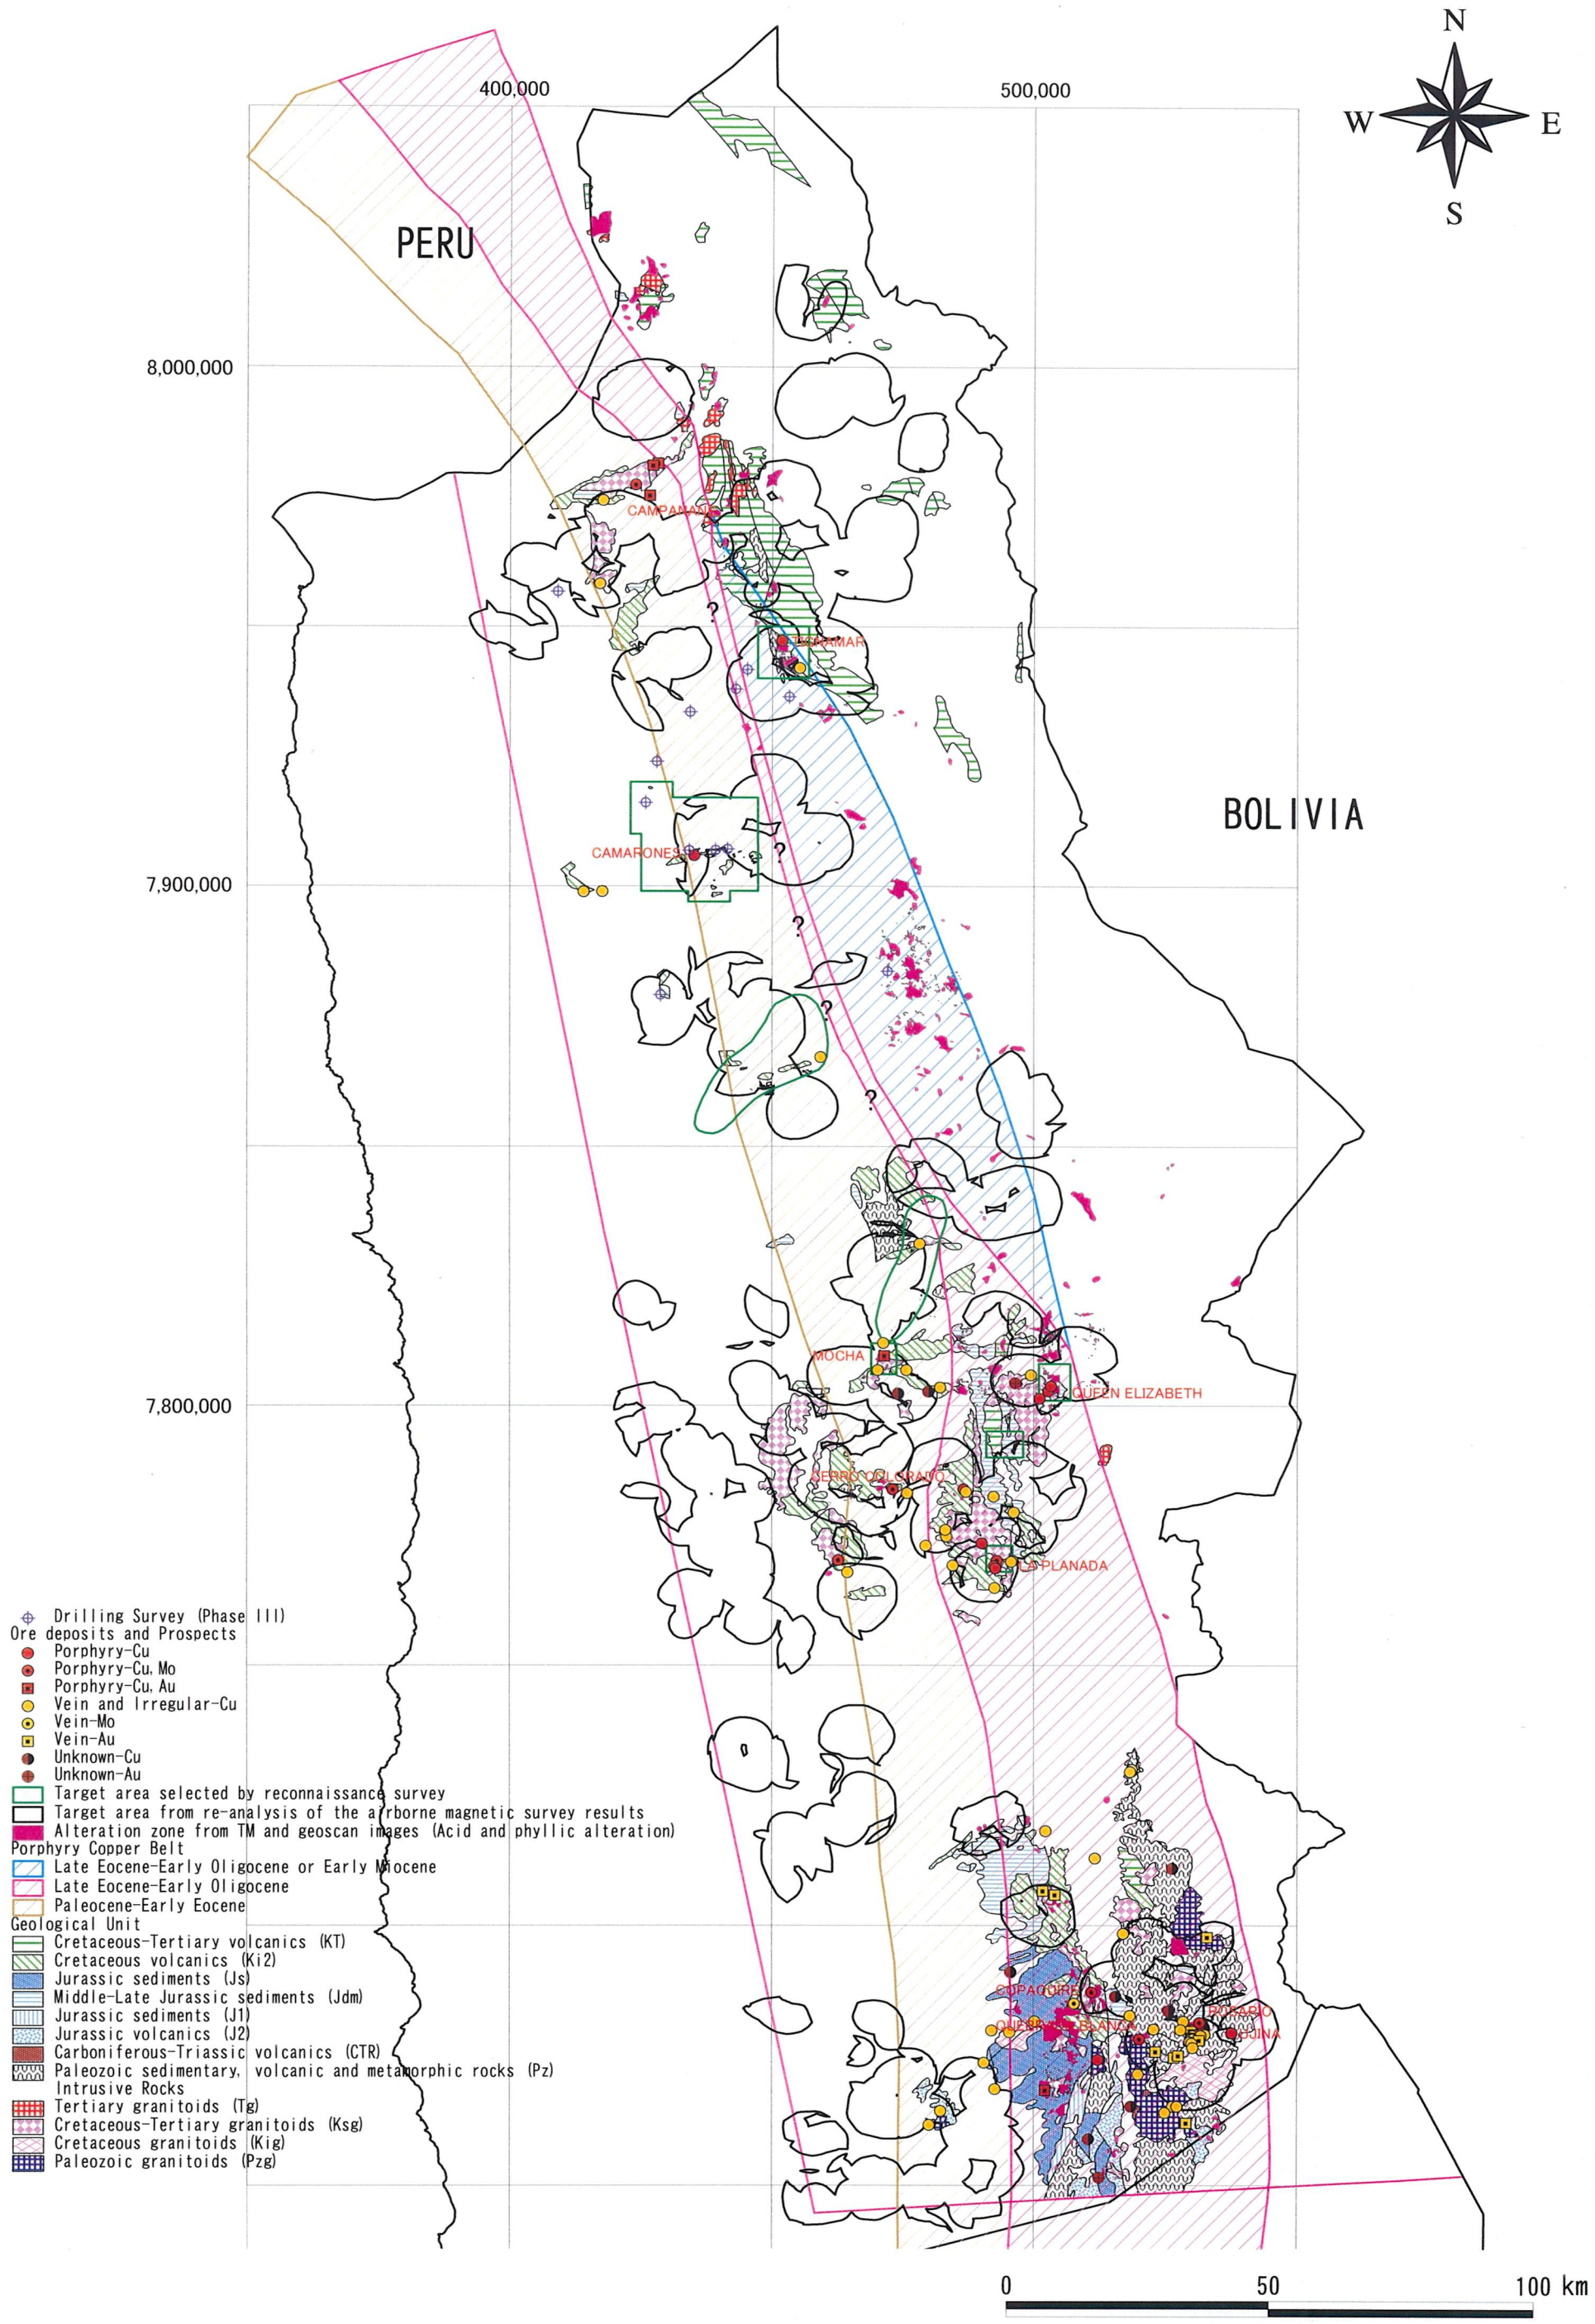 N
W E
S
400,000 500,000
PERU
8,000,000
CAMPANANI
?
TIGNAMAR
BOLIVIA
CAMARONES
?
7,900,000
?
?
?
MOCHA
QUEEN ELIZABETH
7,800,000
CERRO COLORADO
LA PLANADA
Drilling Survey (Phase III)
Ore deposits and Prospects
Porphyry-Cu
Porphyry-Cu, Mo
Porphyry-Cu, Au
Vein and Irregular-Cu
Vein-Mo
Vein-Au
Unknown-Cu
Unknown-Au
Target area selected by reconnaissance survey
Target area from re-analysis of the airborne magnetic survey results
Alteration zone from TM and geoscan images (Acid and phyllic alteration)
Porphyry Copper Belt
Late Eocene-Early Oligocene or Early Miocene
Late Eocene-Early Oligocene
Paleocene-Early Eocene
Geological Unit
Cretaceous-Tertiary volcanics (KT)
Cretaceous volcanics (Ki2)
Jurassic sediments (Js)
Middle-Late Jurassic sediments (Jdm)
Jurassic sediments (J1)
Jurassic volcanics (J2)
Carboniferous-Triassic volcanics (CTR)
Paleozoic sedimentary, volcanic and metamorphic rocks (Pz)
Intrusive Rocks
Tertiary granitoids (Tg)
Cretaceous-Tertiary granitoids (Ksg)
Cretaceous granitoids (Kig)
Paleozoic granitoids (Pzg)
COPAQUIRE
ROSARIO
QUEBRADA BLANCA
UJINA
0 50 100 km